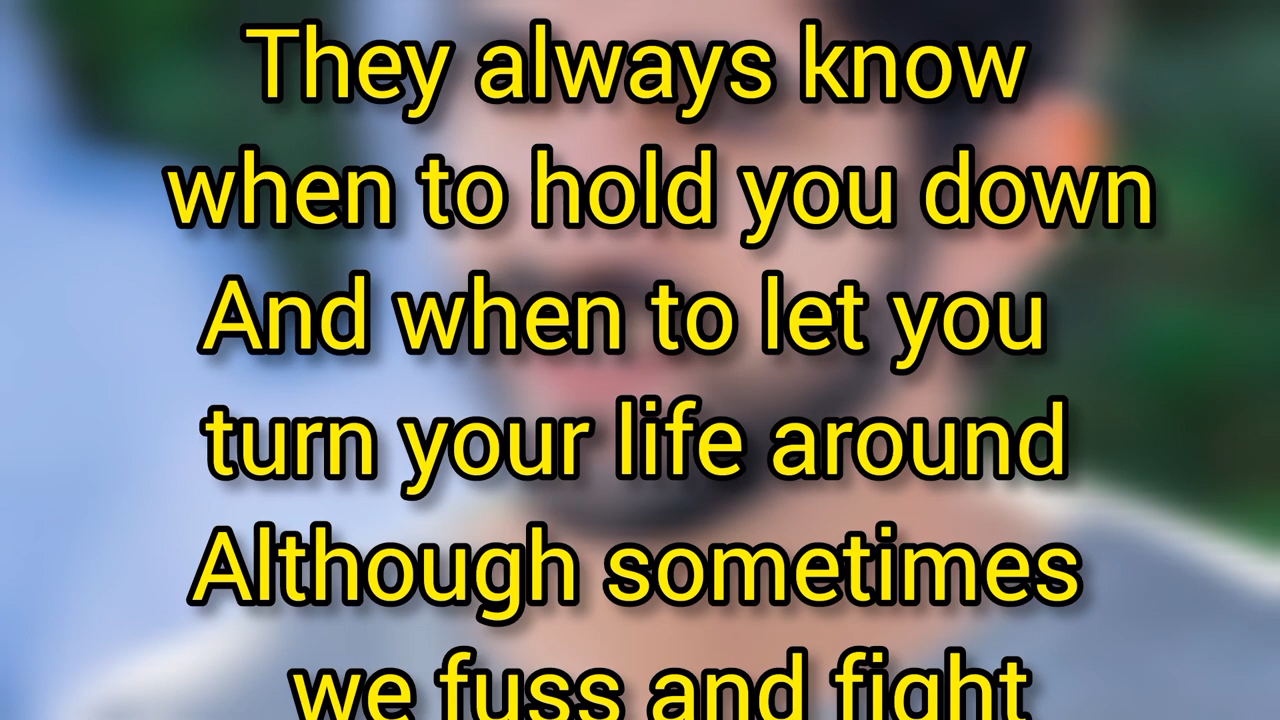 They always know
when to hold you down
And when to let you
turn your life around
Although sometimes
we fuss and fight